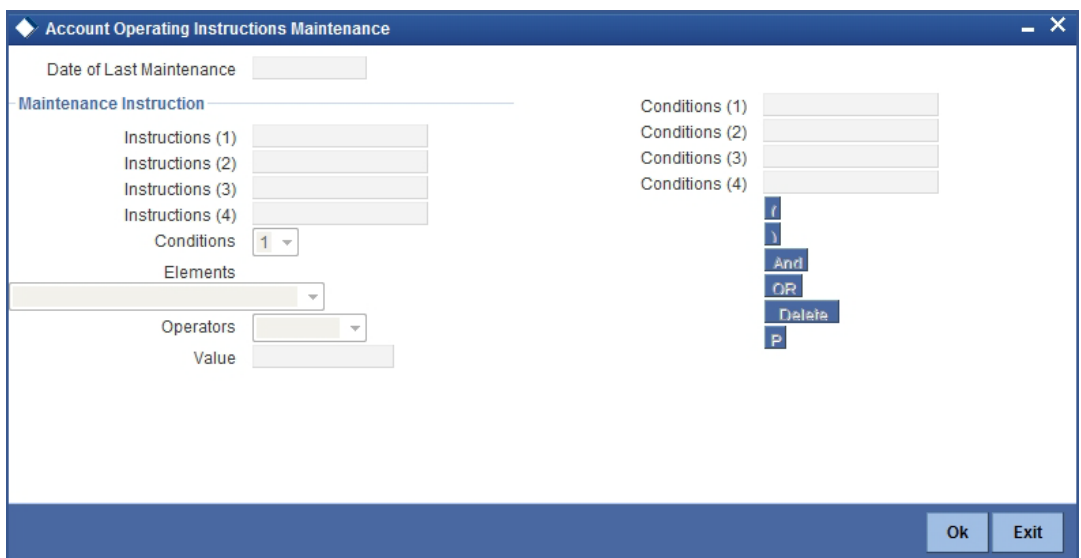 Account Operating Instructions Maintenance
Date of Last Maintenance
Maintenance Instruction
Instructions (1)
Instructions (2)
Instructions (3)
Instructions (4)
Conditions 1
Elements
Operators
Value
Conditions (1)
Conditions (2)
Conditions (3)
Conditions (4)
(
)
And
OR
Delete
P
Ok Exit